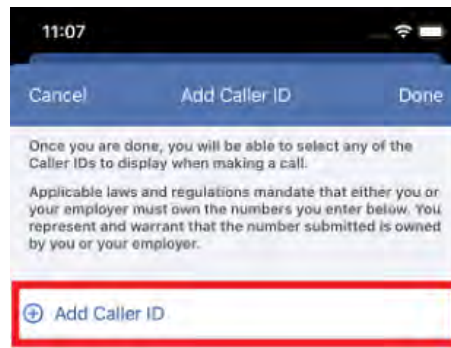 11:07
Cancel Add Caller ID Done
Once you are done, you will be able to select any of the
Caller IDs to display when making a call.
Applicable laws and regulations mandate that either you or
your employer must own the numbers you enter below. You
represent and warrant that the number submitted is owned
by you or your employer.
Add Caller ID